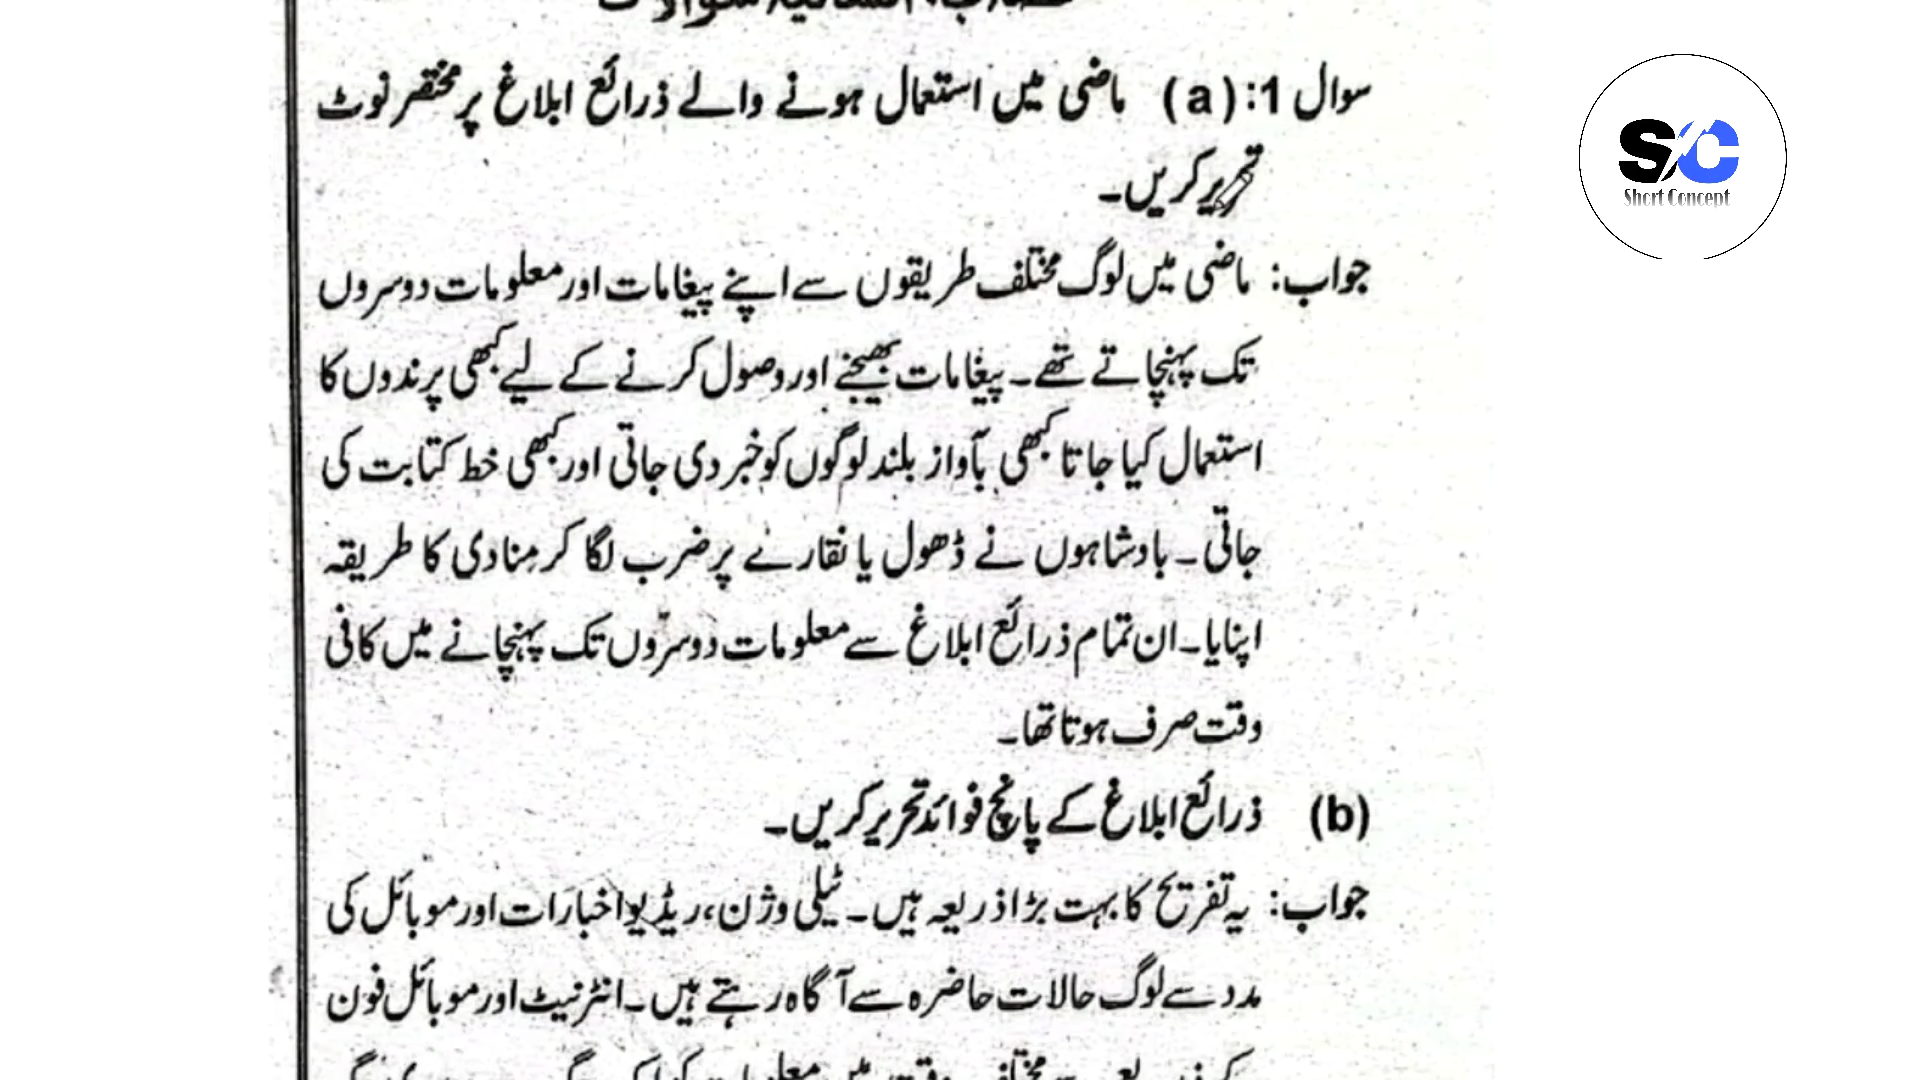 سوال 1: (a) ماضی میں استعمال ہونے والے ذرائع ابلاغ پر مختصر نوٹ
تحریر کریں۔
جواب: ماضی میں لوگ مختلف طریقوں سے اپنے پیغامات اور معلومات دوسروں
تک پہنچاتے تھے۔ پیغامات بھیجنے اور وصول کرنے کے لیے کبھی پرندوں کا
استعمال کیا جاتا کبھی بآواز بلند لوگوں کو خبر دی جاتی اور کبھی خط کتابت کی
جاتی۔ بادشاہوں نے ڈھول یا نقارے پر ضرب لگا کر منادی کا طریقہ
اپنایا۔ ان تمام ذرائع ابلاغ سے معلومات دوسروں تک پہنچانے میں کافی
وقت صرف ہوتا تھا۔
(b) ذرائع ابلاغ کے پانچ فوائد تحریر کریں۔
جواب: یہ تفریح کا بہت بڑا ذریعہ ہیں۔ ٹیلی وژن، ریڈیو اخبارات اور موبائل کی
مدد سے لوگ حالات حاضرہ سے آگاہ رہتے ہیں۔ انٹرنیٹ اور موبائل فون
S/C
Short Concept